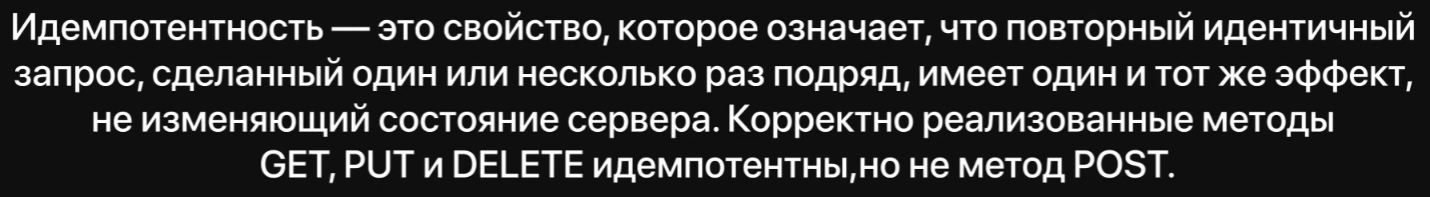 Идемпотентность — это свойство, которое означает, что повторный идентичный
запрос, сделанный один или несколько раз подряд, имеет один и тот же эффект,
не изменяющий состояние сервера. Корректно реализованные методы
GET, PUT и DELETE идемпотентны,но не метод POST.